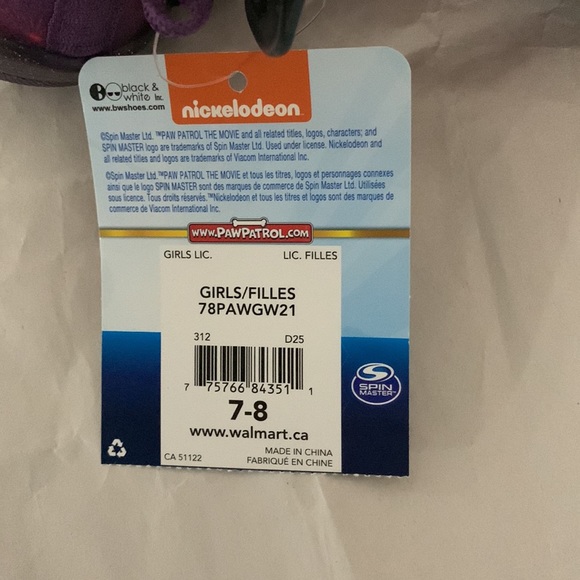 black &
white Inc.
www.bwshoes.com
nickelodeon
©Spin Master Ltd. ™PAW PATROL THE MOVIE and all related titles, logos, characters; and
SPIN MASTER logo are trademarks of Spin Master Ltd. Used under license. Nickelodeon and
all related titles and logos are trademarks of Viacom International Inc.
©Spin Master Ltd.™PAW PATROL THE MOVIE et tous les titres, logos et personnages connexes
ainsi que le logo SPIN MASTER sont des marques de commerce de Spin Master Ltd. Utilisées
sous licence. Tous droits réservés.™Nickelodeon et tous les titres et logos sont des marques de
commerce de Viacom International Inc.
www.PAWPATROL.COM
GIRLS LIC. LIC. FILLES
GIRLS/FILLES
78PAWGW21
312 D25
7 75766 84351 1
7-8
www.walmart.ca
SPIN
MASTER™
MADE IN CHINA
CA 51122 FABRIQUÉ EN CHINE